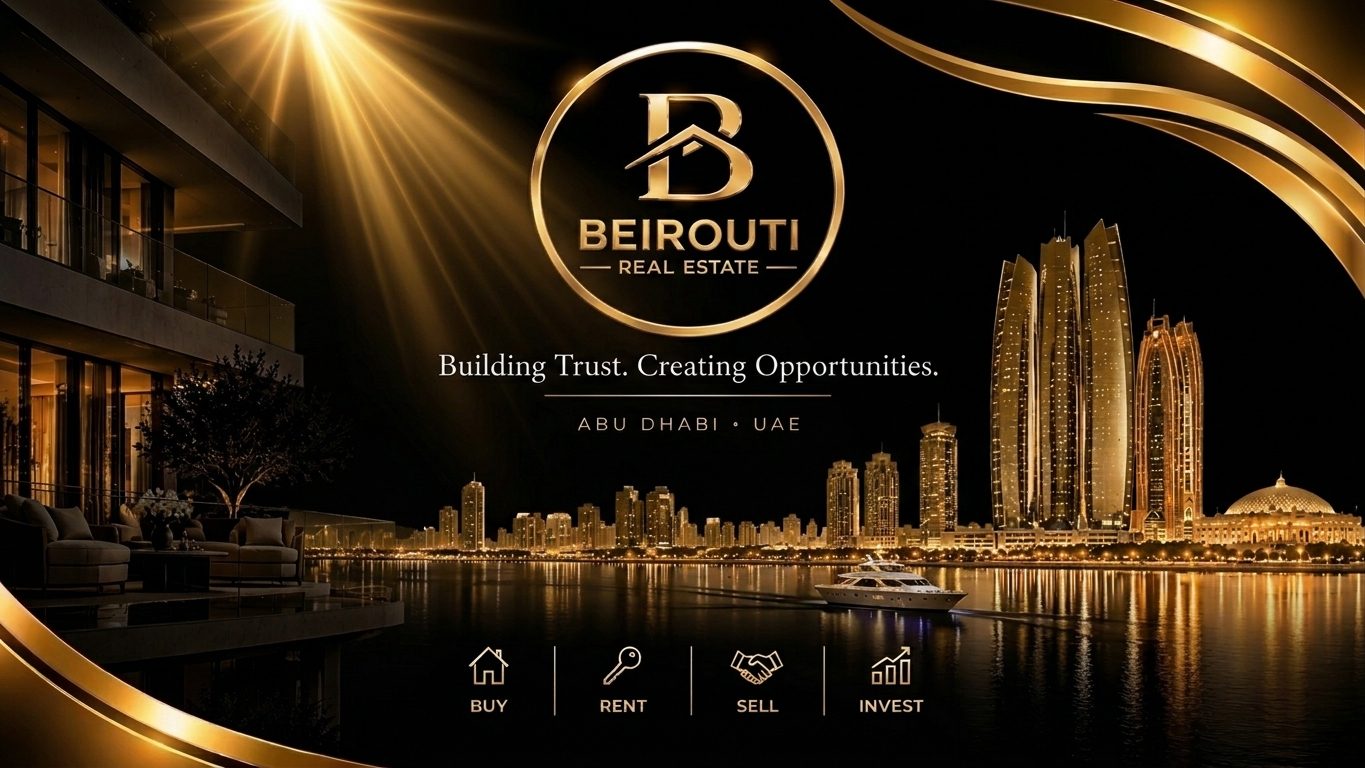 B
BEIROUTI
REAL ESTATE
Building Trust. Creating Opportunities.
ABU DHABI • UAE
BUY
RENT
SELL
INVEST